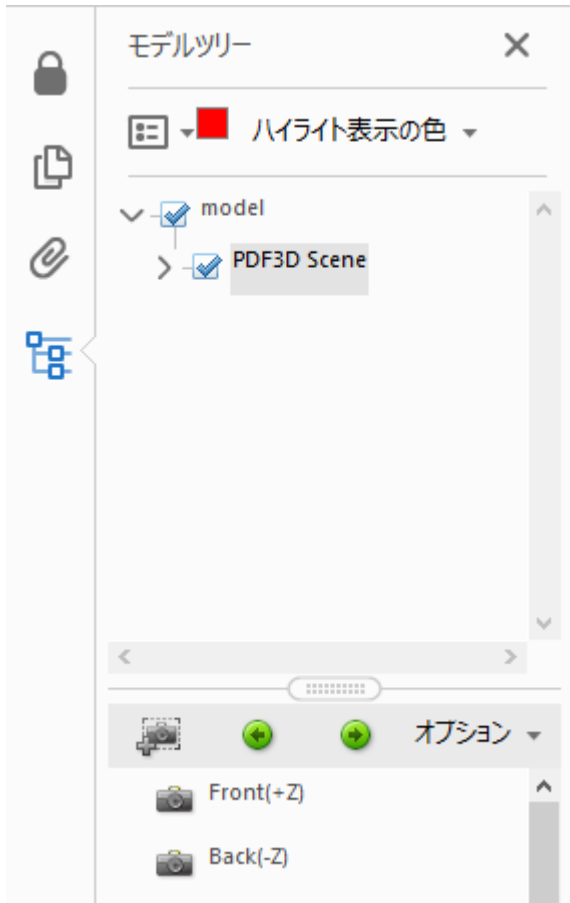 モデルツリー
ハイライト表示の色
model
PDF3D Scene
オプション
Front(+Z)
Back(-Z)